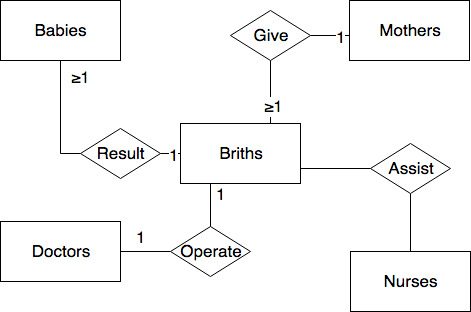 Babies
Give
1
Mothers
≥1
≥1
Result
1
Briths
Assist
1
Doctors
1
Operate
Nurses